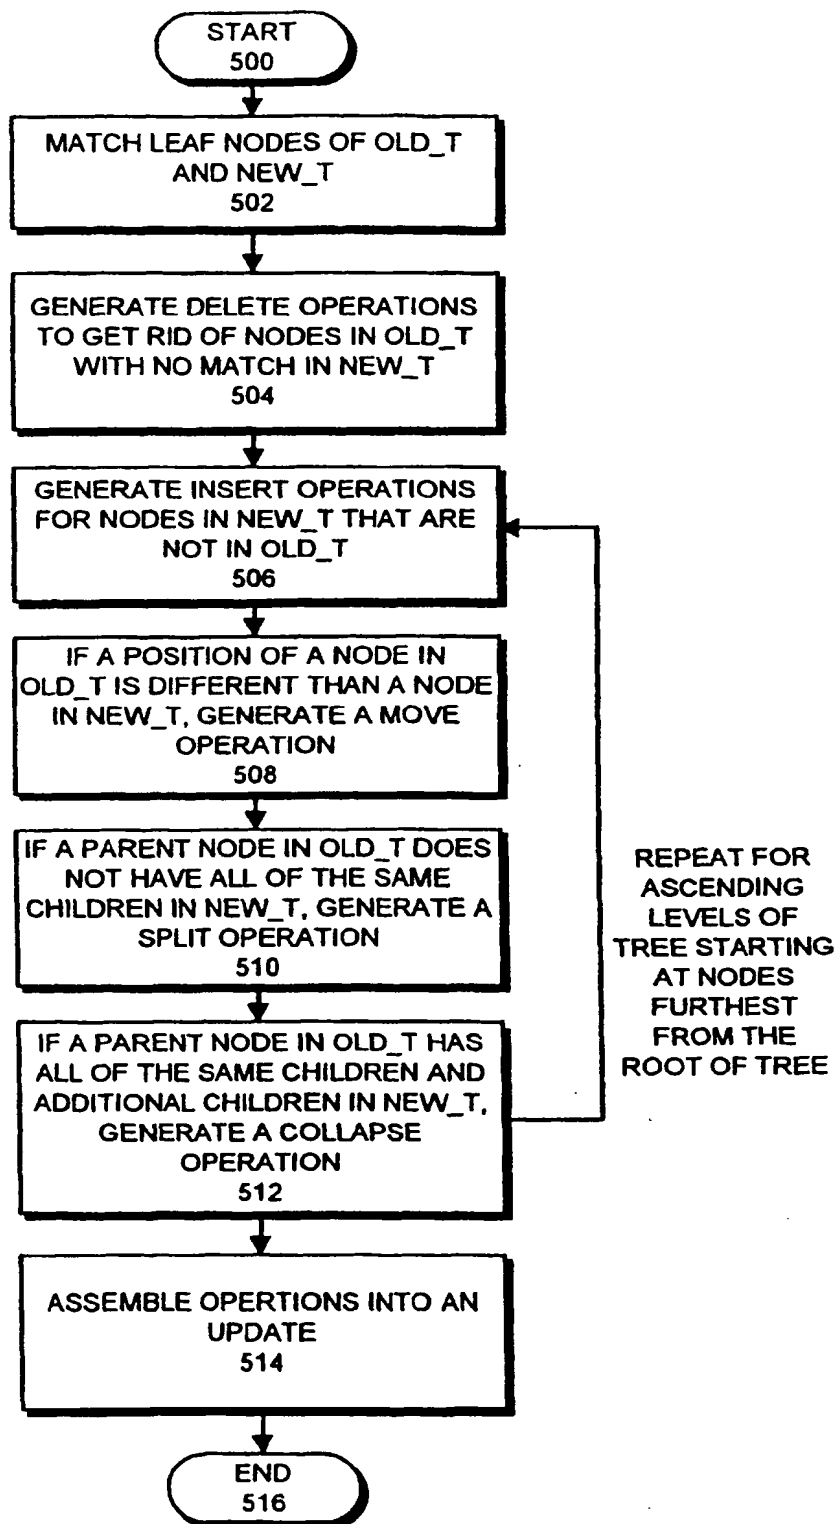 START
500
MATCH LEAF NODES OF OLD_T
AND NEW_T
502
GENERATE DELETE OPERATIONS
TO GET RID OF NODES IN OLD_T
WITH NO MATCH IN NEW_T
504
GENERATE INSERT OPERATIONS
FOR NODES IN NEW_T THAT ARE
NOT IN OLD_T
506
IF A POSITION OF A NODE IN
OLD_T IS DIFFERENT THAN A NODE
IN NEW_T, GENERATE A MOVE
OPERATION
508
IF A PARENT NODE IN OLD_T DOES
NOT HAVE ALL OF THE SAME
CHILDREN IN NEW_T, GENERATE A
SPLIT OPERATION
510
IF A PARENT NODE IN OLD_T HAS
ALL OF THE SAME CHILDREN AND
ADDITIONAL CHILDREN IN NEW_T,
GENERATE A COLLAPSE
OPERATION
512
REPEAT FOR
ASCENDING
LEVELS OF
TREE STARTING
AT NODES
FURTHEST
FROM THE
ROOT OF TREE
ASSEMBLE OPERTIONS INTO AN
UPDATE
514
END
516